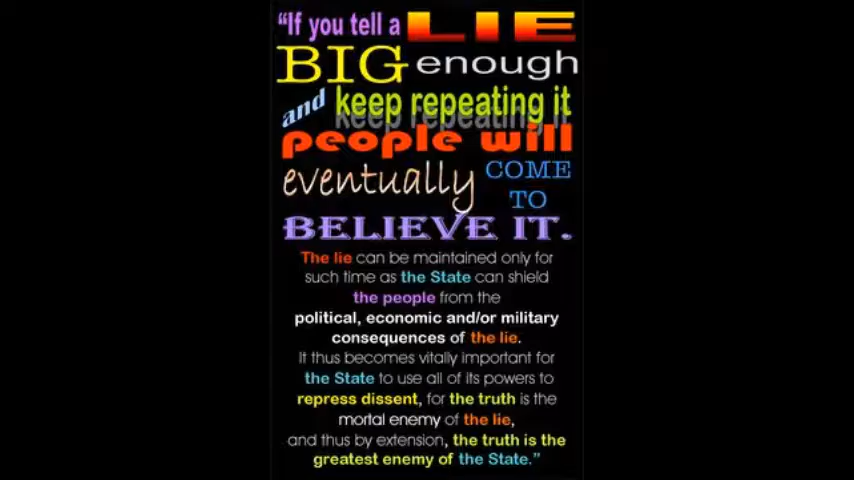 “If you tell a LIE
BIG enough
and keep repeating it
people will
eventually COME
TO
BELIEVE IT.
The lie can be maintained only for
such time as the State can shield
the people from the
political, economic and/or military
consequences of the lie.
It thus becomes vitally important for
the State to use all of its powers to
repress dissent, for the truth is the
mortal enemy of the lie,
and thus by extension, the truth is the
greatest enemy of the State.”